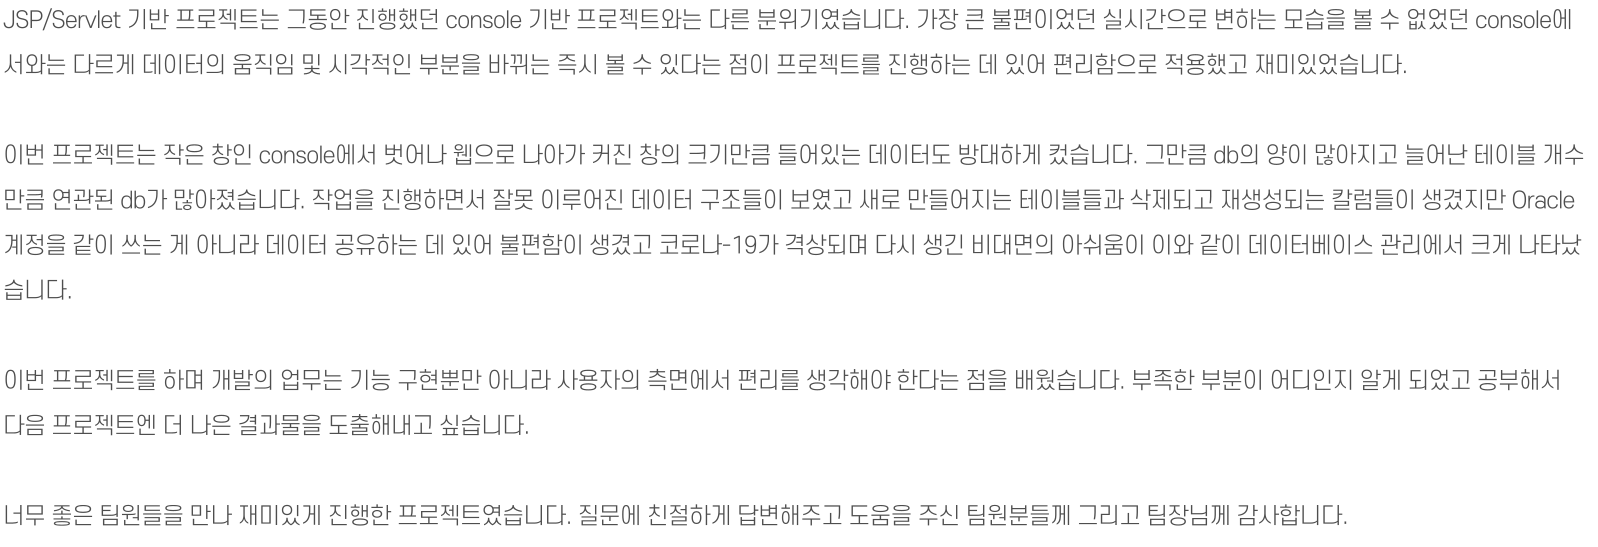 JSP/Servlet 기반 프로젝트는 그동안 진행했던 console 기반 프로젝트와는 다른 분위기였습니다. 가장 큰 불편이었던 실시간으로 변하는 모습을 볼 수 없었던 console에
서와는 다르게 데이터의 움직임 및 시각적인 부분을 바뀌는 즉시 볼 수 있다는 점이 프로젝트를 진행하는 데 있어 편리함으로 적용했고 재미있었습니다.
이번 프로젝트는 작은 창인 console에서 벗어나 웹으로 나아가 커진 창의 크기만큼 들어있는 데이터도 방대하게 컸습니다. 그만큼 db의 양이 많아지고 늘어난 테이블 개수
만큼 연관된 db가 많아졌습니다. 작업을 진행하면서 잘못 이루어진 데이터 구조들이 보였고 새로 만들어지는 테이블들과 삭제되고 재생성되는 칼럼들이 생겼지만 Oracle
계정을 같이 쓰는 게 아니라 데이터 공유하는 데 있어 불편함이 생겼고 코로나-19가 격상되며 다시 생긴 비대면의 아쉬움이 이와 같이 데이터베이스 관리에서 크게 나타났
습니다.
이번 프로젝트를 하며 개발의 업무는 기능 구현뿐만 아니라 사용자의 측면에서 편리를 생각해야 한다는 점을 배웠습니다. 부족한 부분이 어디인지 알게 되었고 공부해서
다음 프로젝트엔 더 나은 결과물을 도출해내고 싶습니다.
너무 좋은 팀원들을 만나 재미있게 진행한 프로젝트였습니다. 질문에 친절하게 답변해주고 도움을 주신 팀원분들께 그리고 팀장님께 감사합니다.